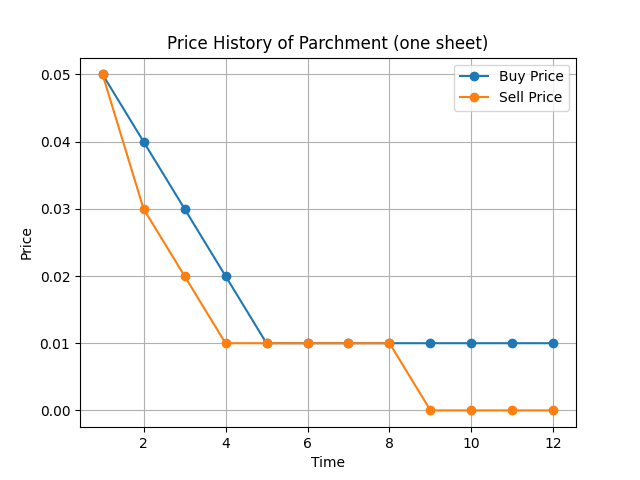 Price History of Parchment (one sheet)
Buy Price
Sell Price
Price
0.05
0.04
0.03
0.02
0.01
0.00
2 4 6 8 10 12
Time